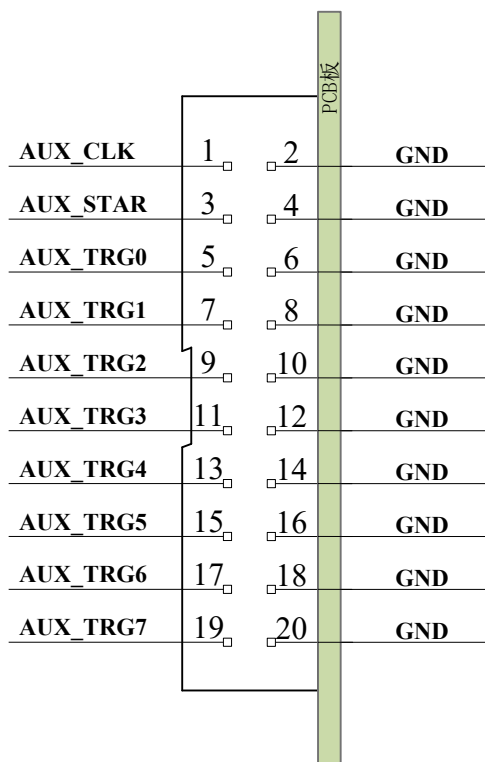 PCB板
AUX_CLK 1 2 GND
AUX_STAR 3 4 GND
AUX_TRG0 5 6 GND
AUX_TRG1 7 8 GND
AUX_TRG2 9 10 GND
AUX_TRG3 11 12 GND
AUX_TRG4 13 14 GND
AUX_TRG5 15 16 GND
AUX_TRG6 17 18 GND
AUX_TRG7 19 20 GND